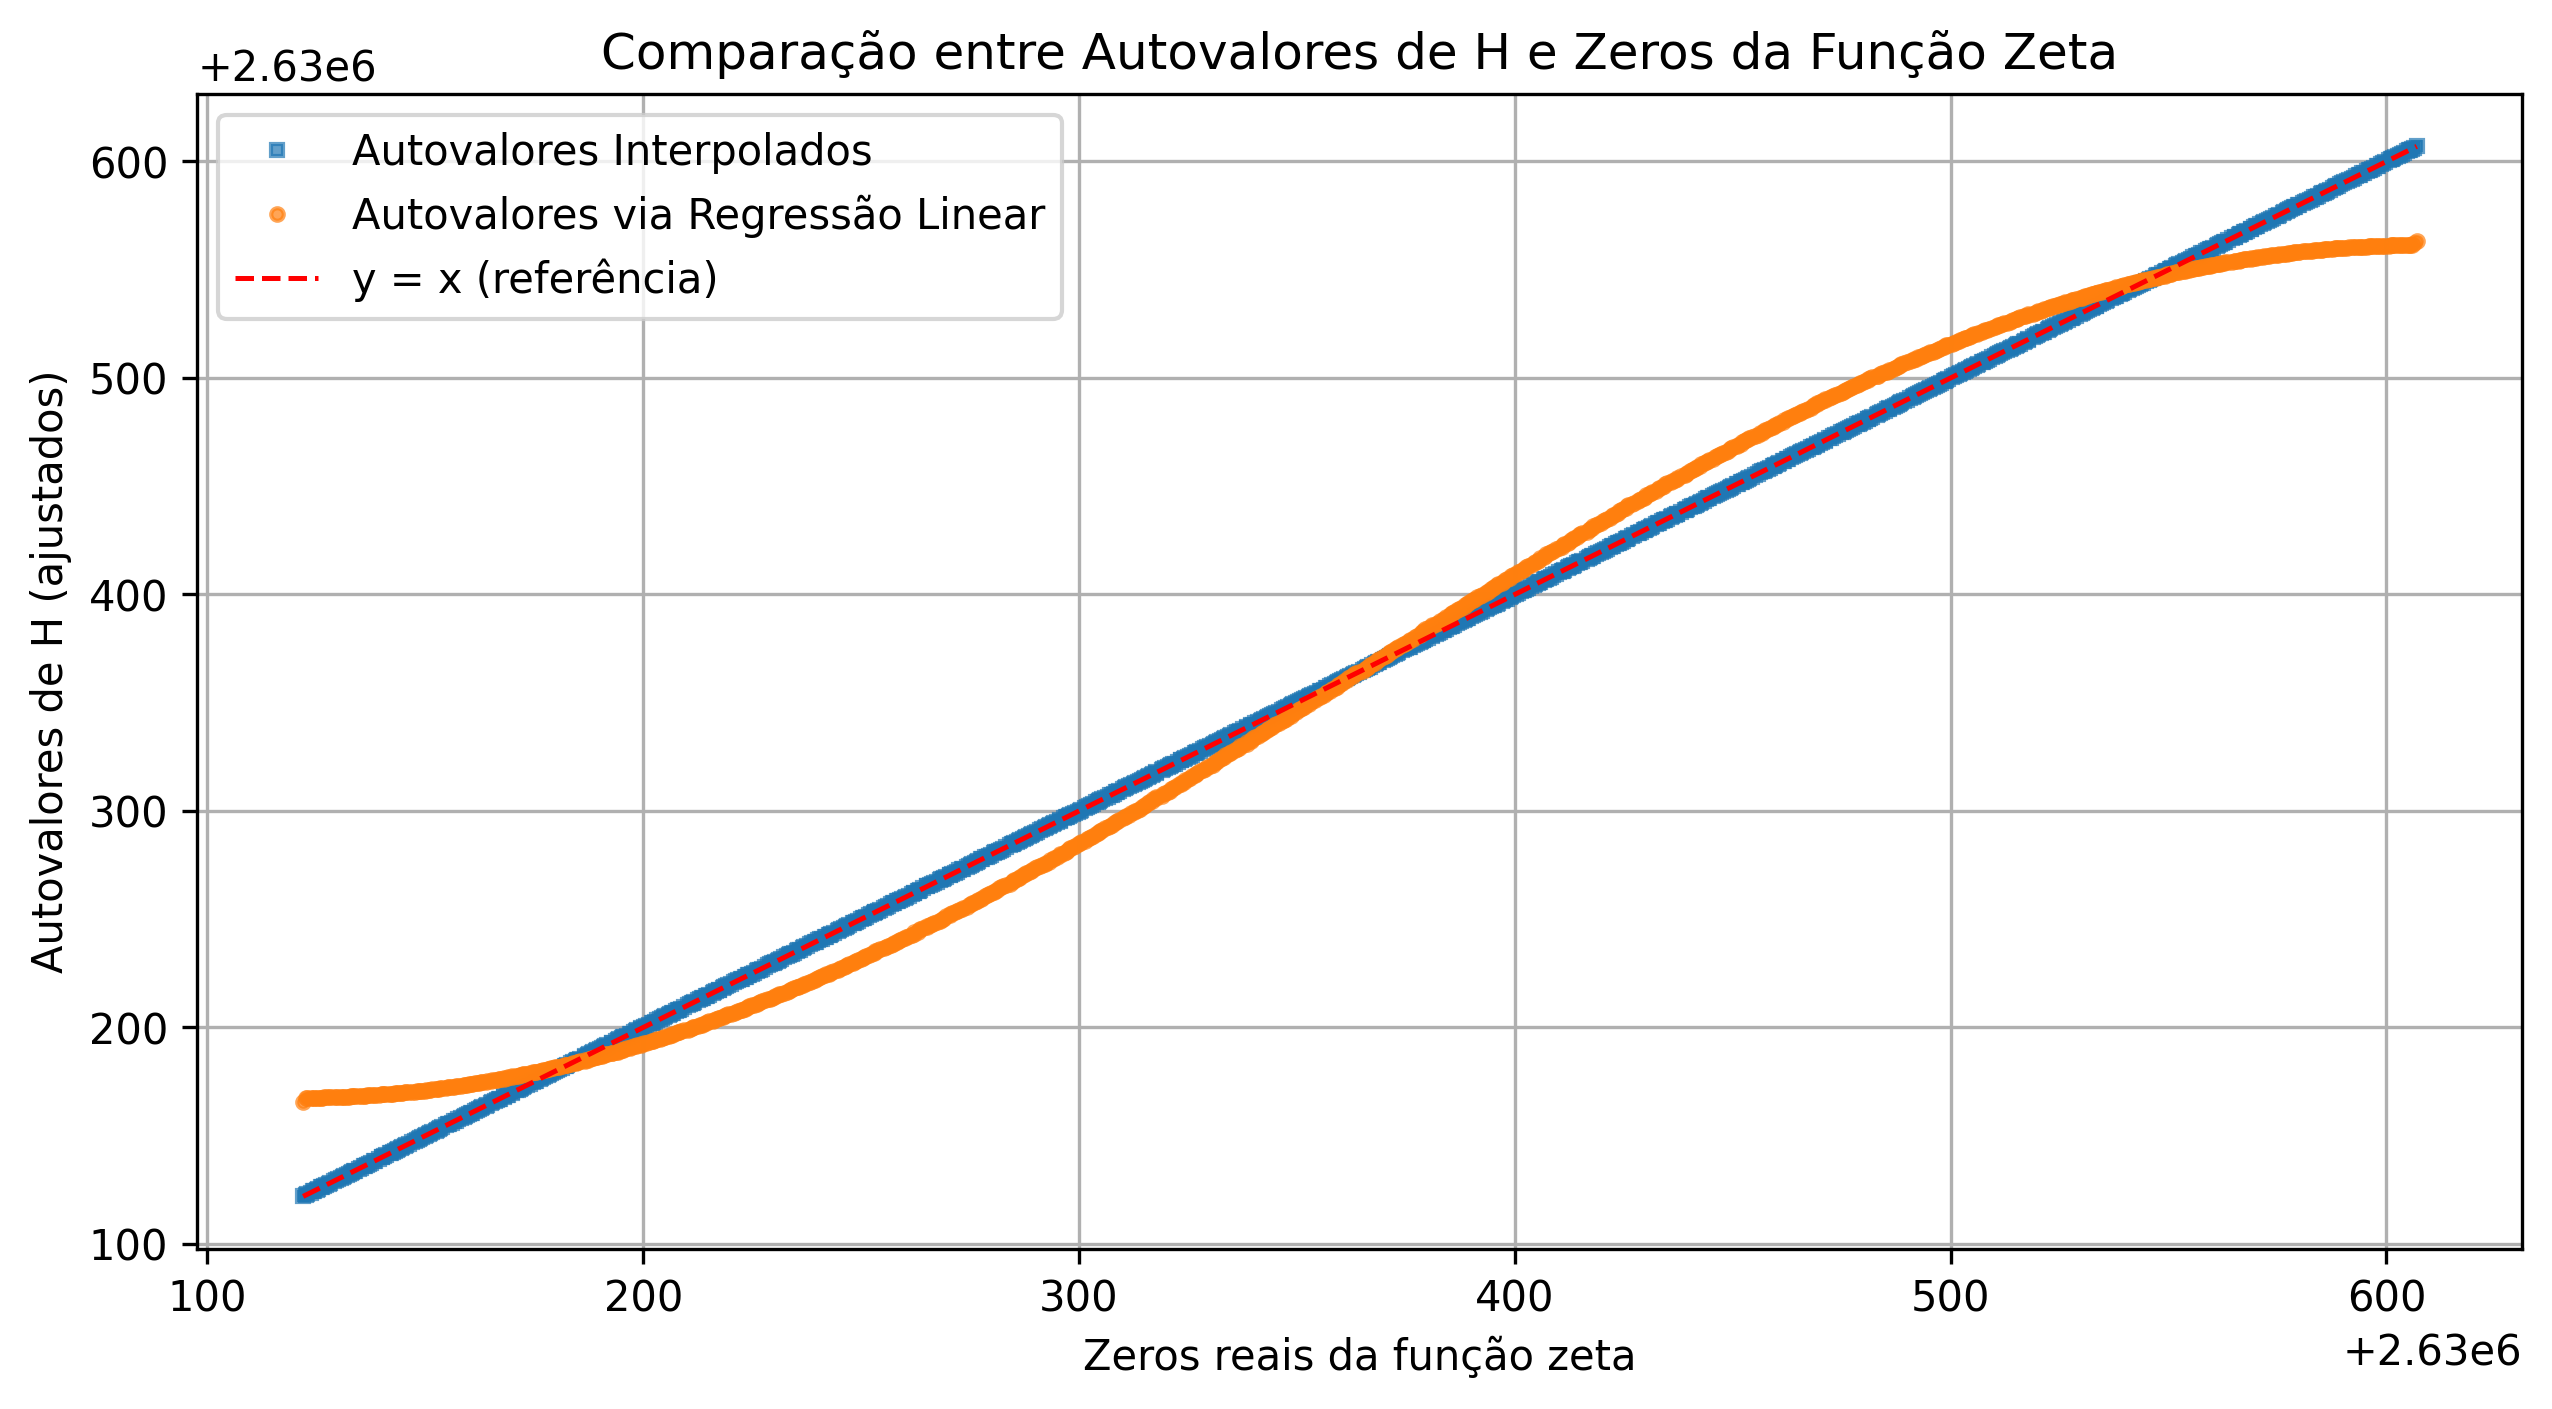 Comparação entre Autovalores de H e Zeros da Função Zeta
+2.63e6
Autovalores Interpolados
Autovalores via Regressão Linear
y = x (referência)
Autovalores de H (ajustados)
600
500
400
300
200
100
100 200 300 400 500 600
+2.63e6
Zeros reais da função zeta